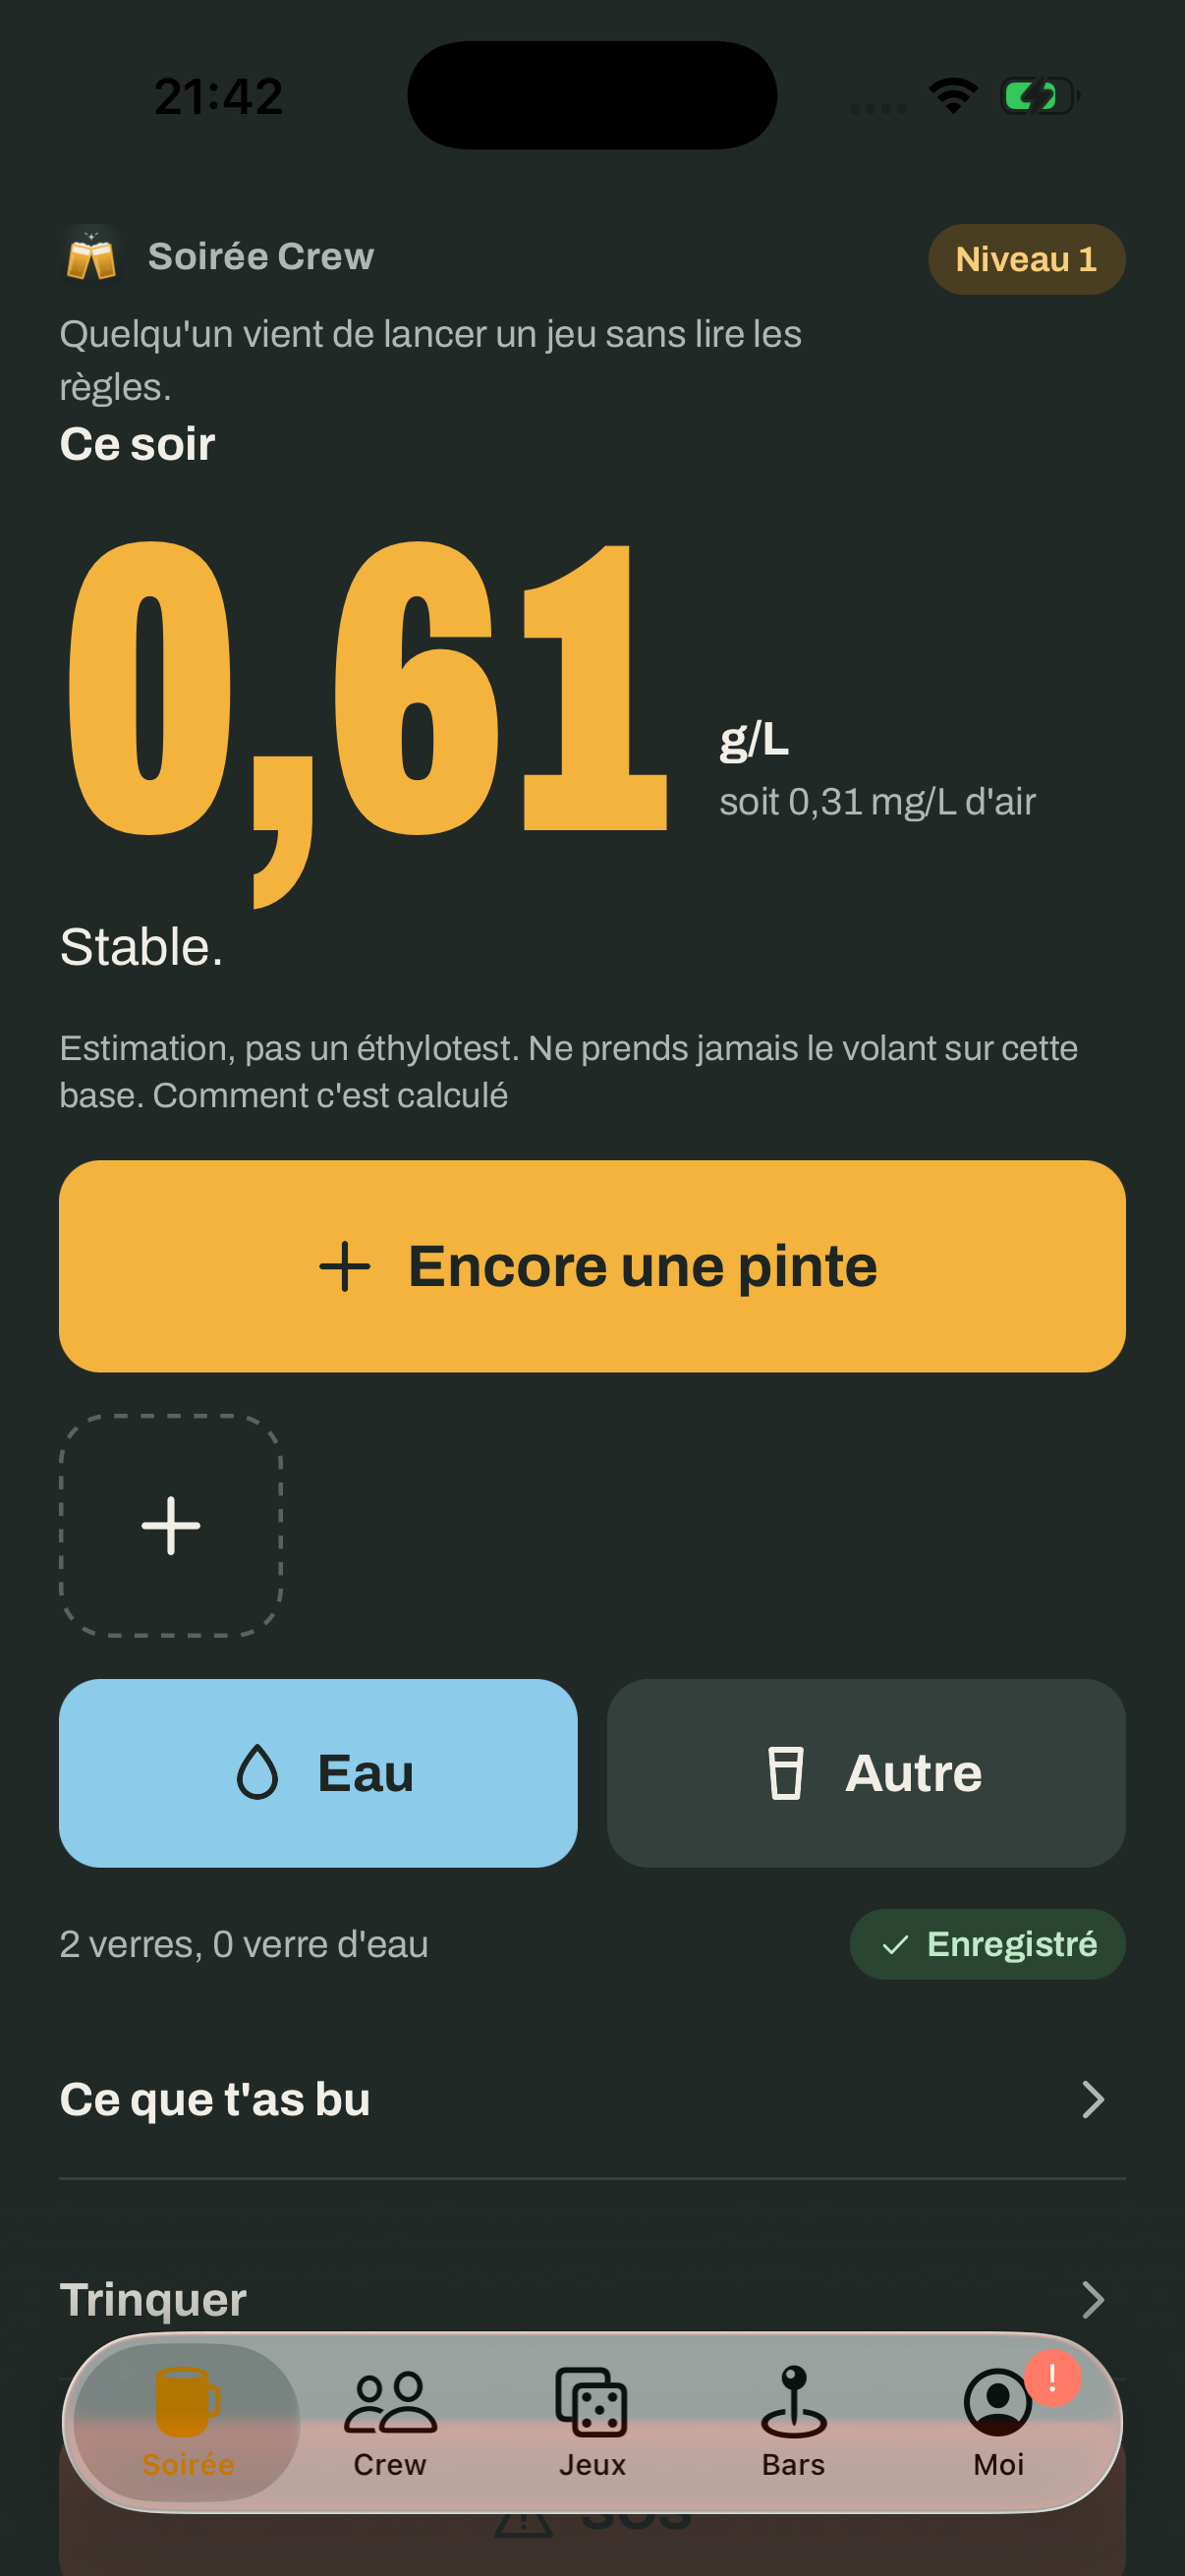 21:42
Soirée Crew
Niveau 1
Quelqu'un vient de lancer un jeu sans lire les
règles.
Ce soir
0,61
g/L
soit 0,31 mg/L d'air
Stable.
Estimation, pas un éthylotest. Ne prends jamais le volant sur cette
base. Comment c'est calculé
Encore une pinte
Eau
Autre
2 verres, 0 verre d'eau
Enregistré
Ce que t'as bu
Trinquer
!
Soirée
Crew
Jeux
Bars
Moi
SOS